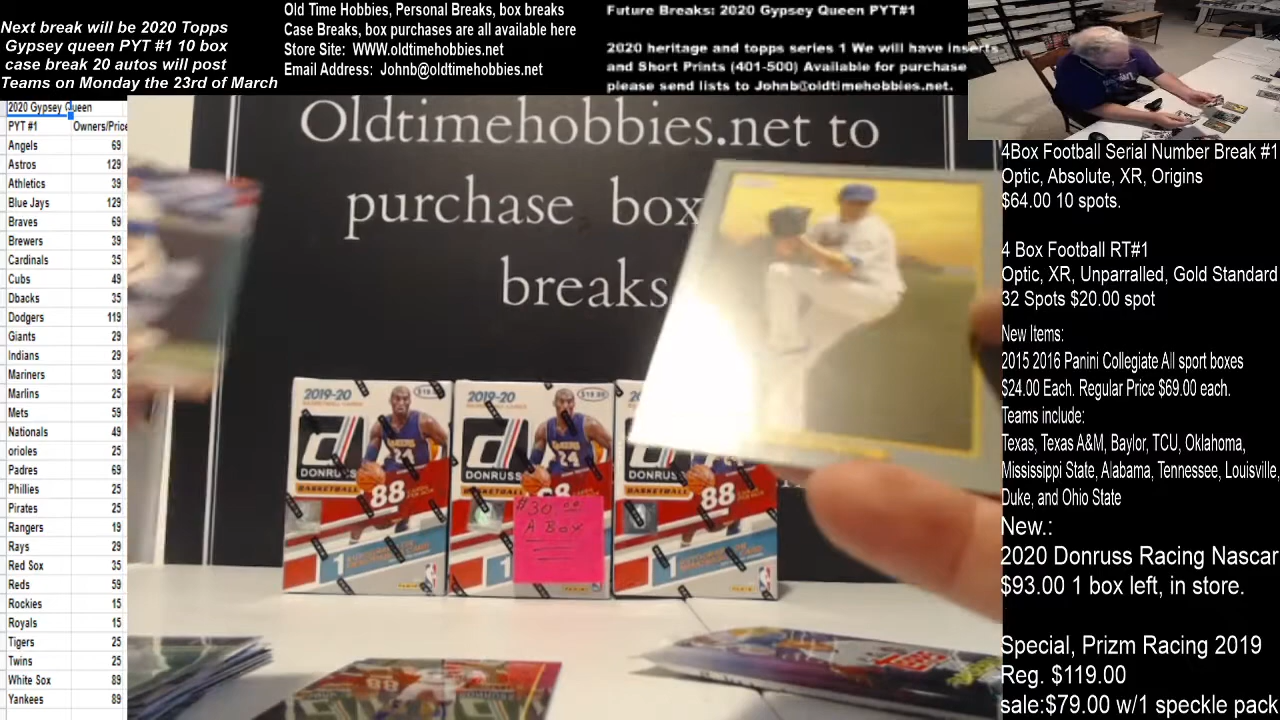 Next break will be 2020 Topps
Gypsey queen PYT #1 10 box
case break 20 autos will post
Teams on Monday the 23rd of March
Old Time Hobbies, Personal Breaks, box breaks
Case Breaks, box purchases are all available here
Store Site: WWW.oldtimehobbies.net
Email Address: Johnb@oldtimehobbies.net
Future Breaks: 2020 Gypsey Queen PYT#1
2020 heritage and topps series 1 We will have inserts
and Short Prints (401-500) Available for purchase
please send lists to Johnb@oldtimehobbies.net.
2020 Gypsey Queen
PYT #1 Owners/Price
Angels 69
Astros 129
Athletics 39
Blue Jays 129
Braves 69
Brewers 39
Cardinals 35
Cubs 49
Dbacks 35
Dodgers 119
Giants 29
Indians 29
Mariners 39
Marlins 25
Mets 59
Nationals 49
orioles 25
Padres 69
Phillies 25
Pirates 25
Rangers 19
Rays 29
Red Sox 35
Reds 59
Rockies 15
Royals 15
Tigers 25
Twins 25
White Sox 89
Yankees 89
Oldtimehobbies.net to
purchase box
breaks
2019-20
DONRUSS
BASKETBALL
88
PANINI
2019-20
DONRUSS
BASKETBALL
#30.00
A Box
DONRUSS
88
PANINI
4Box Football Serial Number Break #1
Optic, Absolute, XR, Origins
$64.00 10 spots.
4 Box Football RT#1
Optic, XR, Unparralled, Gold Standard
32 Spots $20.00 spot
New Items:
2015 2016 Panini Collegiate All sport boxes
$24.00 Each. Regular Price $69.00 each.
Teams include:
Texas, Texas A&M, Baylor, TCU, Oklahoma,
Mississippi State, Alabama, Tennessee, Louisville,
Duke, and Ohio State
New.:
2020 Donruss Racing Nascar
$93.00 1 box left, in store.
Special, Prizm Racing 2019
Reg. $119.00
sale:$79.00 w/1 speckle pack